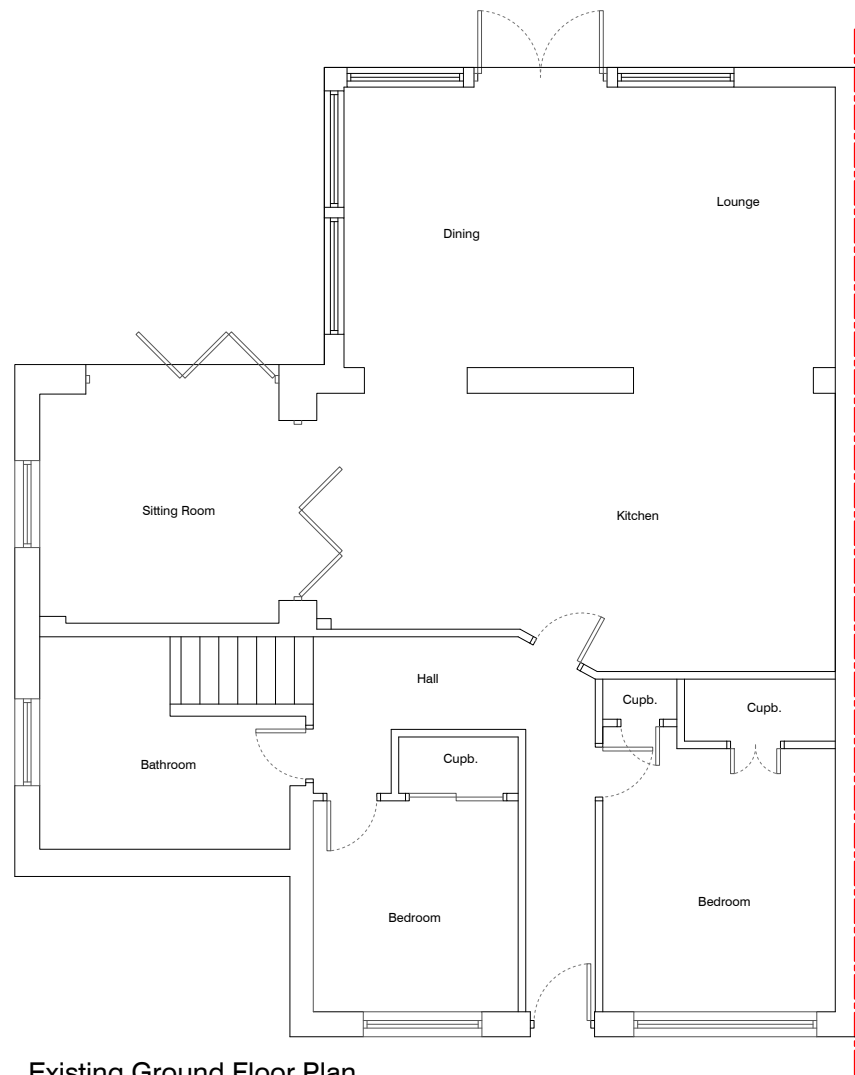 Lounge
Dining
Sitting Room
Kitchen
Hall
Cupb.
Cupb.
Bathroom
Cupb.
Bedroom
Bedroom
Existing Ground Floor Plan